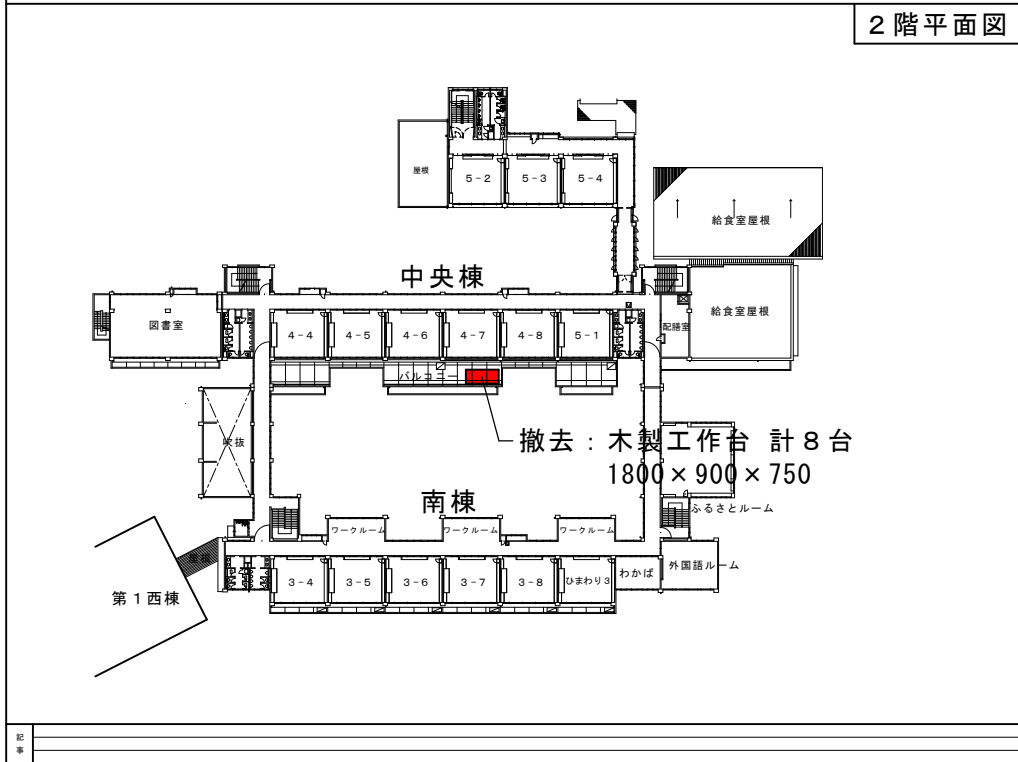 ２階平面図
屋根
５-２
５-３
５-４
給食室屋根
中央棟
図書室
４-４
４-５
４-６
４-７
４-８
５-１
配膳室
給食室屋根
バルコニー
撤去：木製工作台 計８台
1800×900×750
吹抜
南棟
ふるさとルーム
ワークルーム
ワークルーム
ワークルーム
屋根
第１西棟
３-４
３-５
３-６
３-７
３-８
ひまわり３
わかば
外国語ルーム
記事